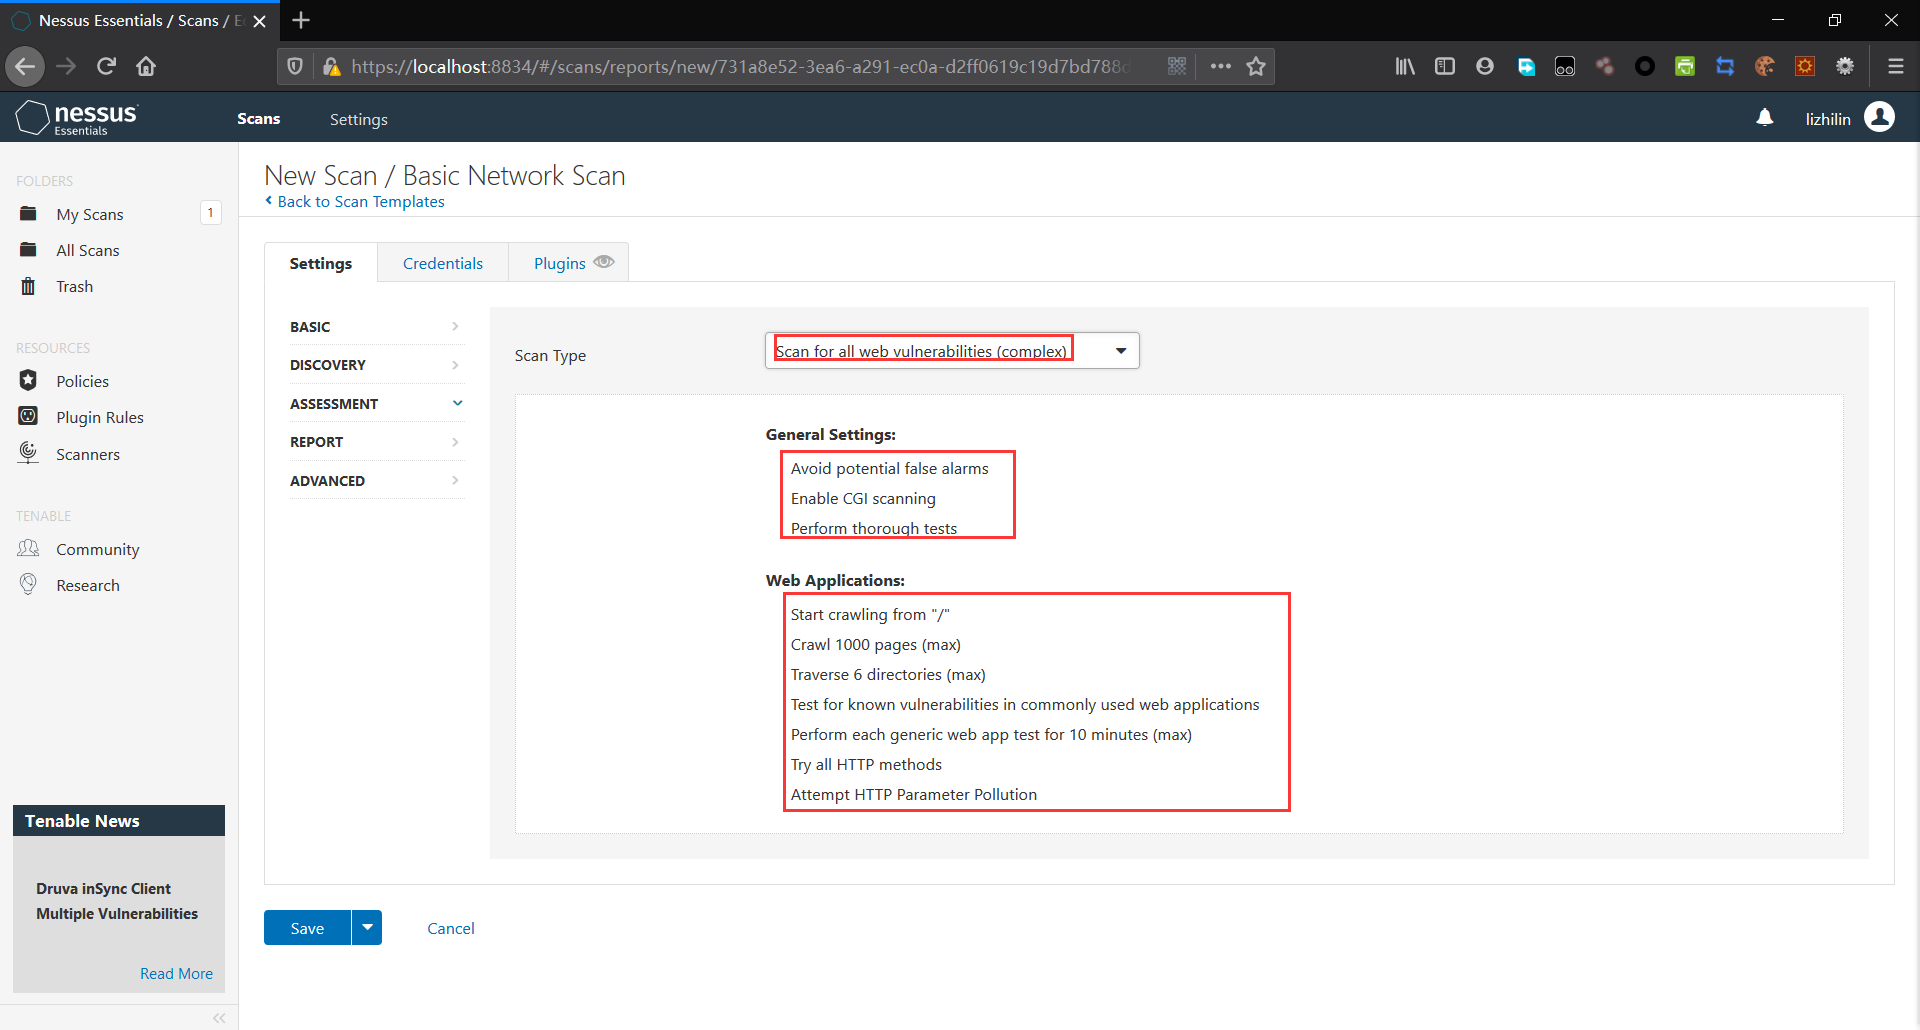 Nessus Essentials / Scans / E
https://localhost:8834/#/scans/reports/new/731a8e52-3ea6-a291-ec0a-d2ff0619c19d7bd788d
nessus
Essentials
Scans
Settings
lizhilin
FOLDERS
My Scans
1
All Scans
Trash
RESOURCES
Policies
Plugin Rules
Scanners
TENABLE
Community
Research
Tenable News
Druva inSync Client
Multiple Vulnerabilities
Read More
New Scan / Basic Network Scan
Back to Scan Templates
Settings
Credentials
Plugins
BASIC
DISCOVERY
ASSESSMENT
REPORT
ADVANCED
Scan Type
Scan for all web vulnerabilities (complex)
General Settings:
Avoid potential false alarms
Enable CGI scanning
Perform thorough tests
Web Applications:
Start crawling from "/"
Crawl 1000 pages (max)
Traverse 6 directories (max)
Test for known vulnerabilities in commonly used web applications
Perform each generic web app test for 10 minutes (max)
Try all HTTP methods
Attempt HTTP Parameter Pollution
Save
Cancel